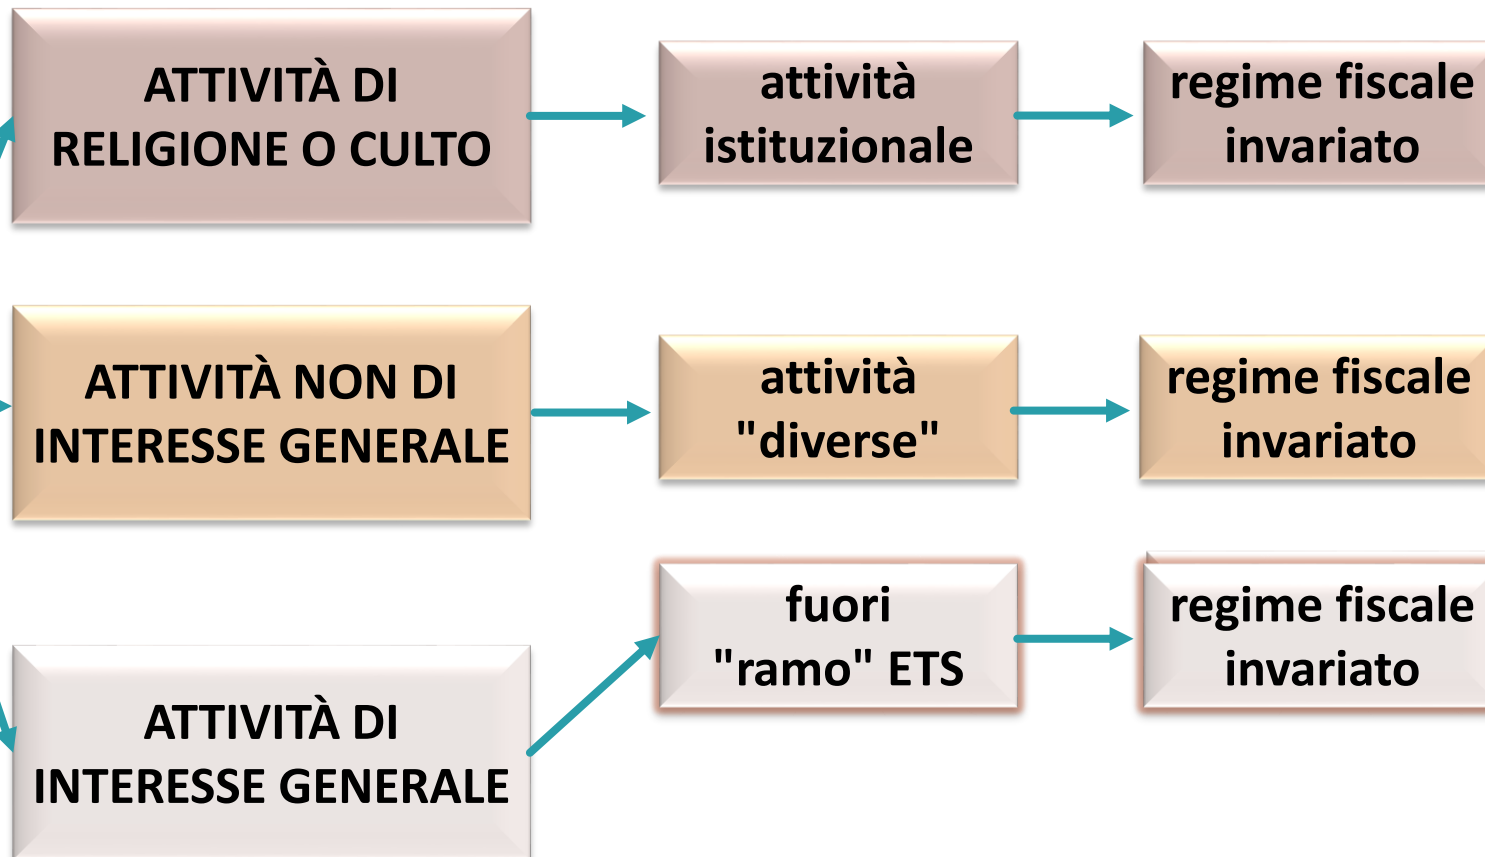 ATTIVITÀ DI
RELIGIONE O CULTO
attività
istituzionale
regime fiscale
invariato
ATTIVITÀ NON DI
INTERESSE GENERALE
attività
"diverse"
regime fiscale
invariato
ATTIVITÀ DI
INTERESSE GENERALE
fuori
"ramo" ETS
regime fiscale
invariato